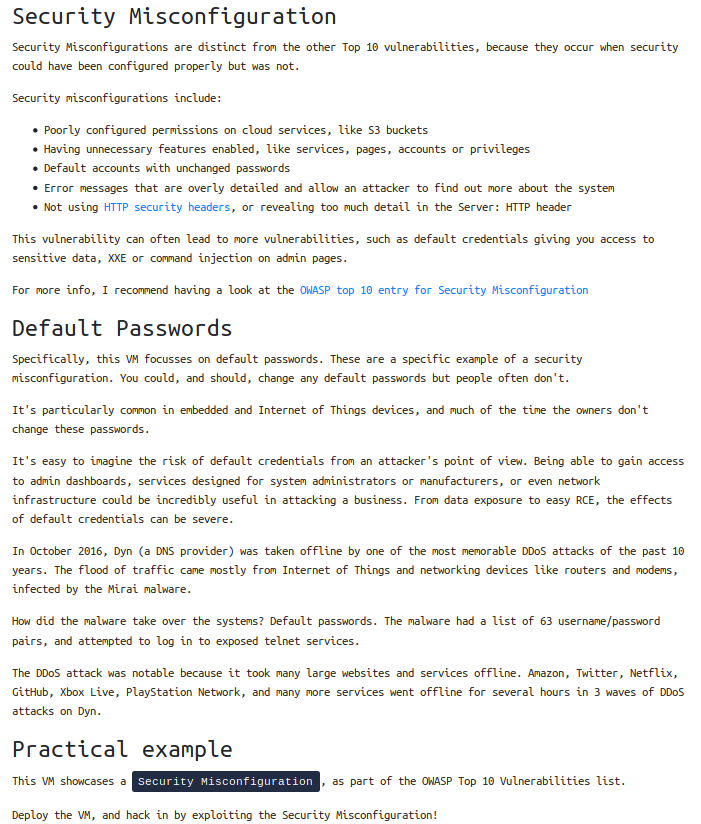 Security Misconfiguration
Security Misconfigurations are distinct from the other Top 10 vulnerabilities, because they occur when security
could have been configured properly but was not.
Security misconfigurations include:
• Poorly configured permissions on cloud services, like S3 buckets
• Having unnecessary features enabled, like services, pages, accounts or privileges
• Default accounts with unchanged passwords
• Error messages that are overly detailed and allow an attacker to find out more about the system
• Not using HTTP security headers, or revealing too much detail in the Server: HTTP header
This vulnerability can often lead to more vulnerabilities, such as default credentials giving you access to
sensitive data, XXE or command injection on admin pages.
For more info, I recommend having a look at the OWASP top 10 entry for Security Misconfiguration
Default Passwords
Specifically, this VM focusses on default passwords. These are a specific example of a security
misconfiguration. You could, and should, change any default passwords but people often don't.
It's particularly common in embedded and Internet of Things devices, and much of the time the owners don't
change these passwords.
It's easy to imagine the risk of default credentials from an attacker's point of view. Being able to gain access
to admin dashboards, services designed for system administrators or manufacturers, or even network
infrastructure could be incredibly useful in attacking a business. From data exposure to easy RCE, the effects
of default credentials can be severe.
In October 2016, Dyn (a DNS provider) was taken offline by one of the most memorable DDoS attacks of the past 10
years. The flood of traffic came mostly from Internet of Things and networking devices like routers and modems,
infected by the Mirai malware.
How did the malware take over the systems? Default passwords. The malware had a list of 63 username/password
pairs, and attempted to log in to exposed telnet services.
The DDoS attack was notable because it took many large websites and services offline. Amazon, Twitter, Netflix,
GitHub, Xbox Live, PlayStation Network, and many more services went offline for several hours in 3 waves of DDoS
attacks on Dyn.
Practical example
This VM showcases a Security Misconfiguration, as part of the OWASP Top 10 Vulnerabilities list.
Deploy the VM, and hack in by exploiting the Security Misconfiguration!